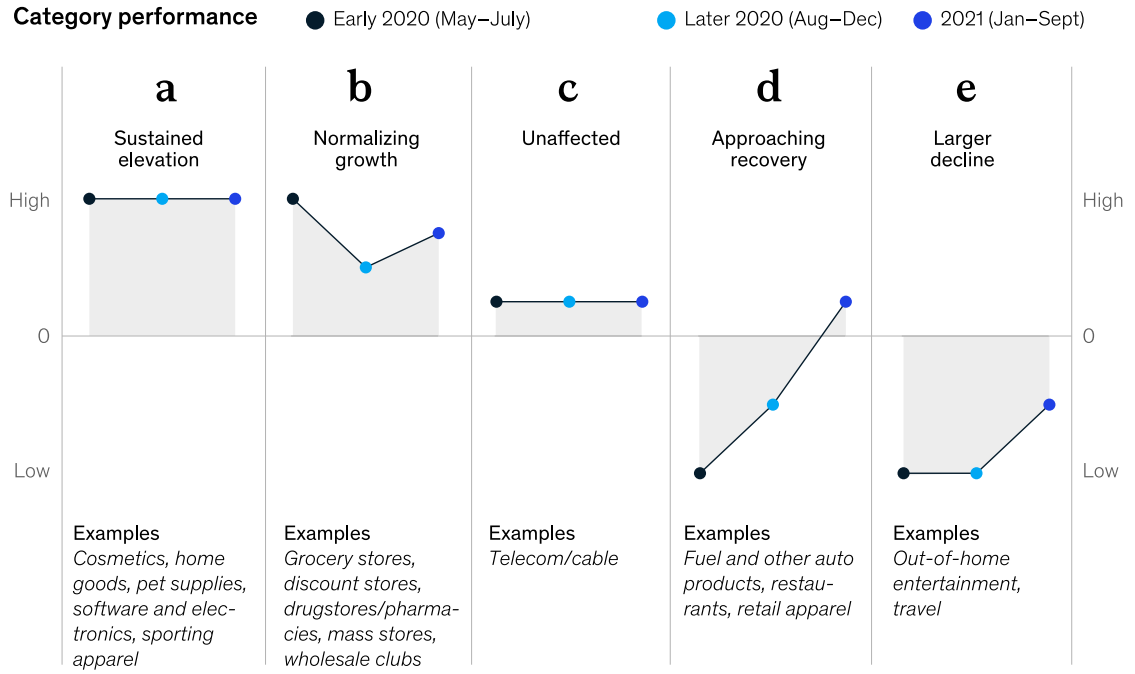 Category performance
Early 2020 (May–July)
Later 2020 (Aug–Dec)
2021 (Jan–Sept)
a
Sustained
elevation
b
Normalizing
growth
c
Unaffected
d
Approaching
recovery
e
Larger
decline
High
High
0
0
Low
Low
Examples
Cosmetics, home
goods, pet supplies,
software and elec-
tronics, sporting
apparel
Examples
Grocery stores,
discount stores,
drugstores/pharma-
cies, mass stores,
wholesale clubs
Examples
Telecom/cable
Examples
Fuel and other auto
products, restau-
rants, retail apparel
Examples
Out-of-home
entertainment,
travel